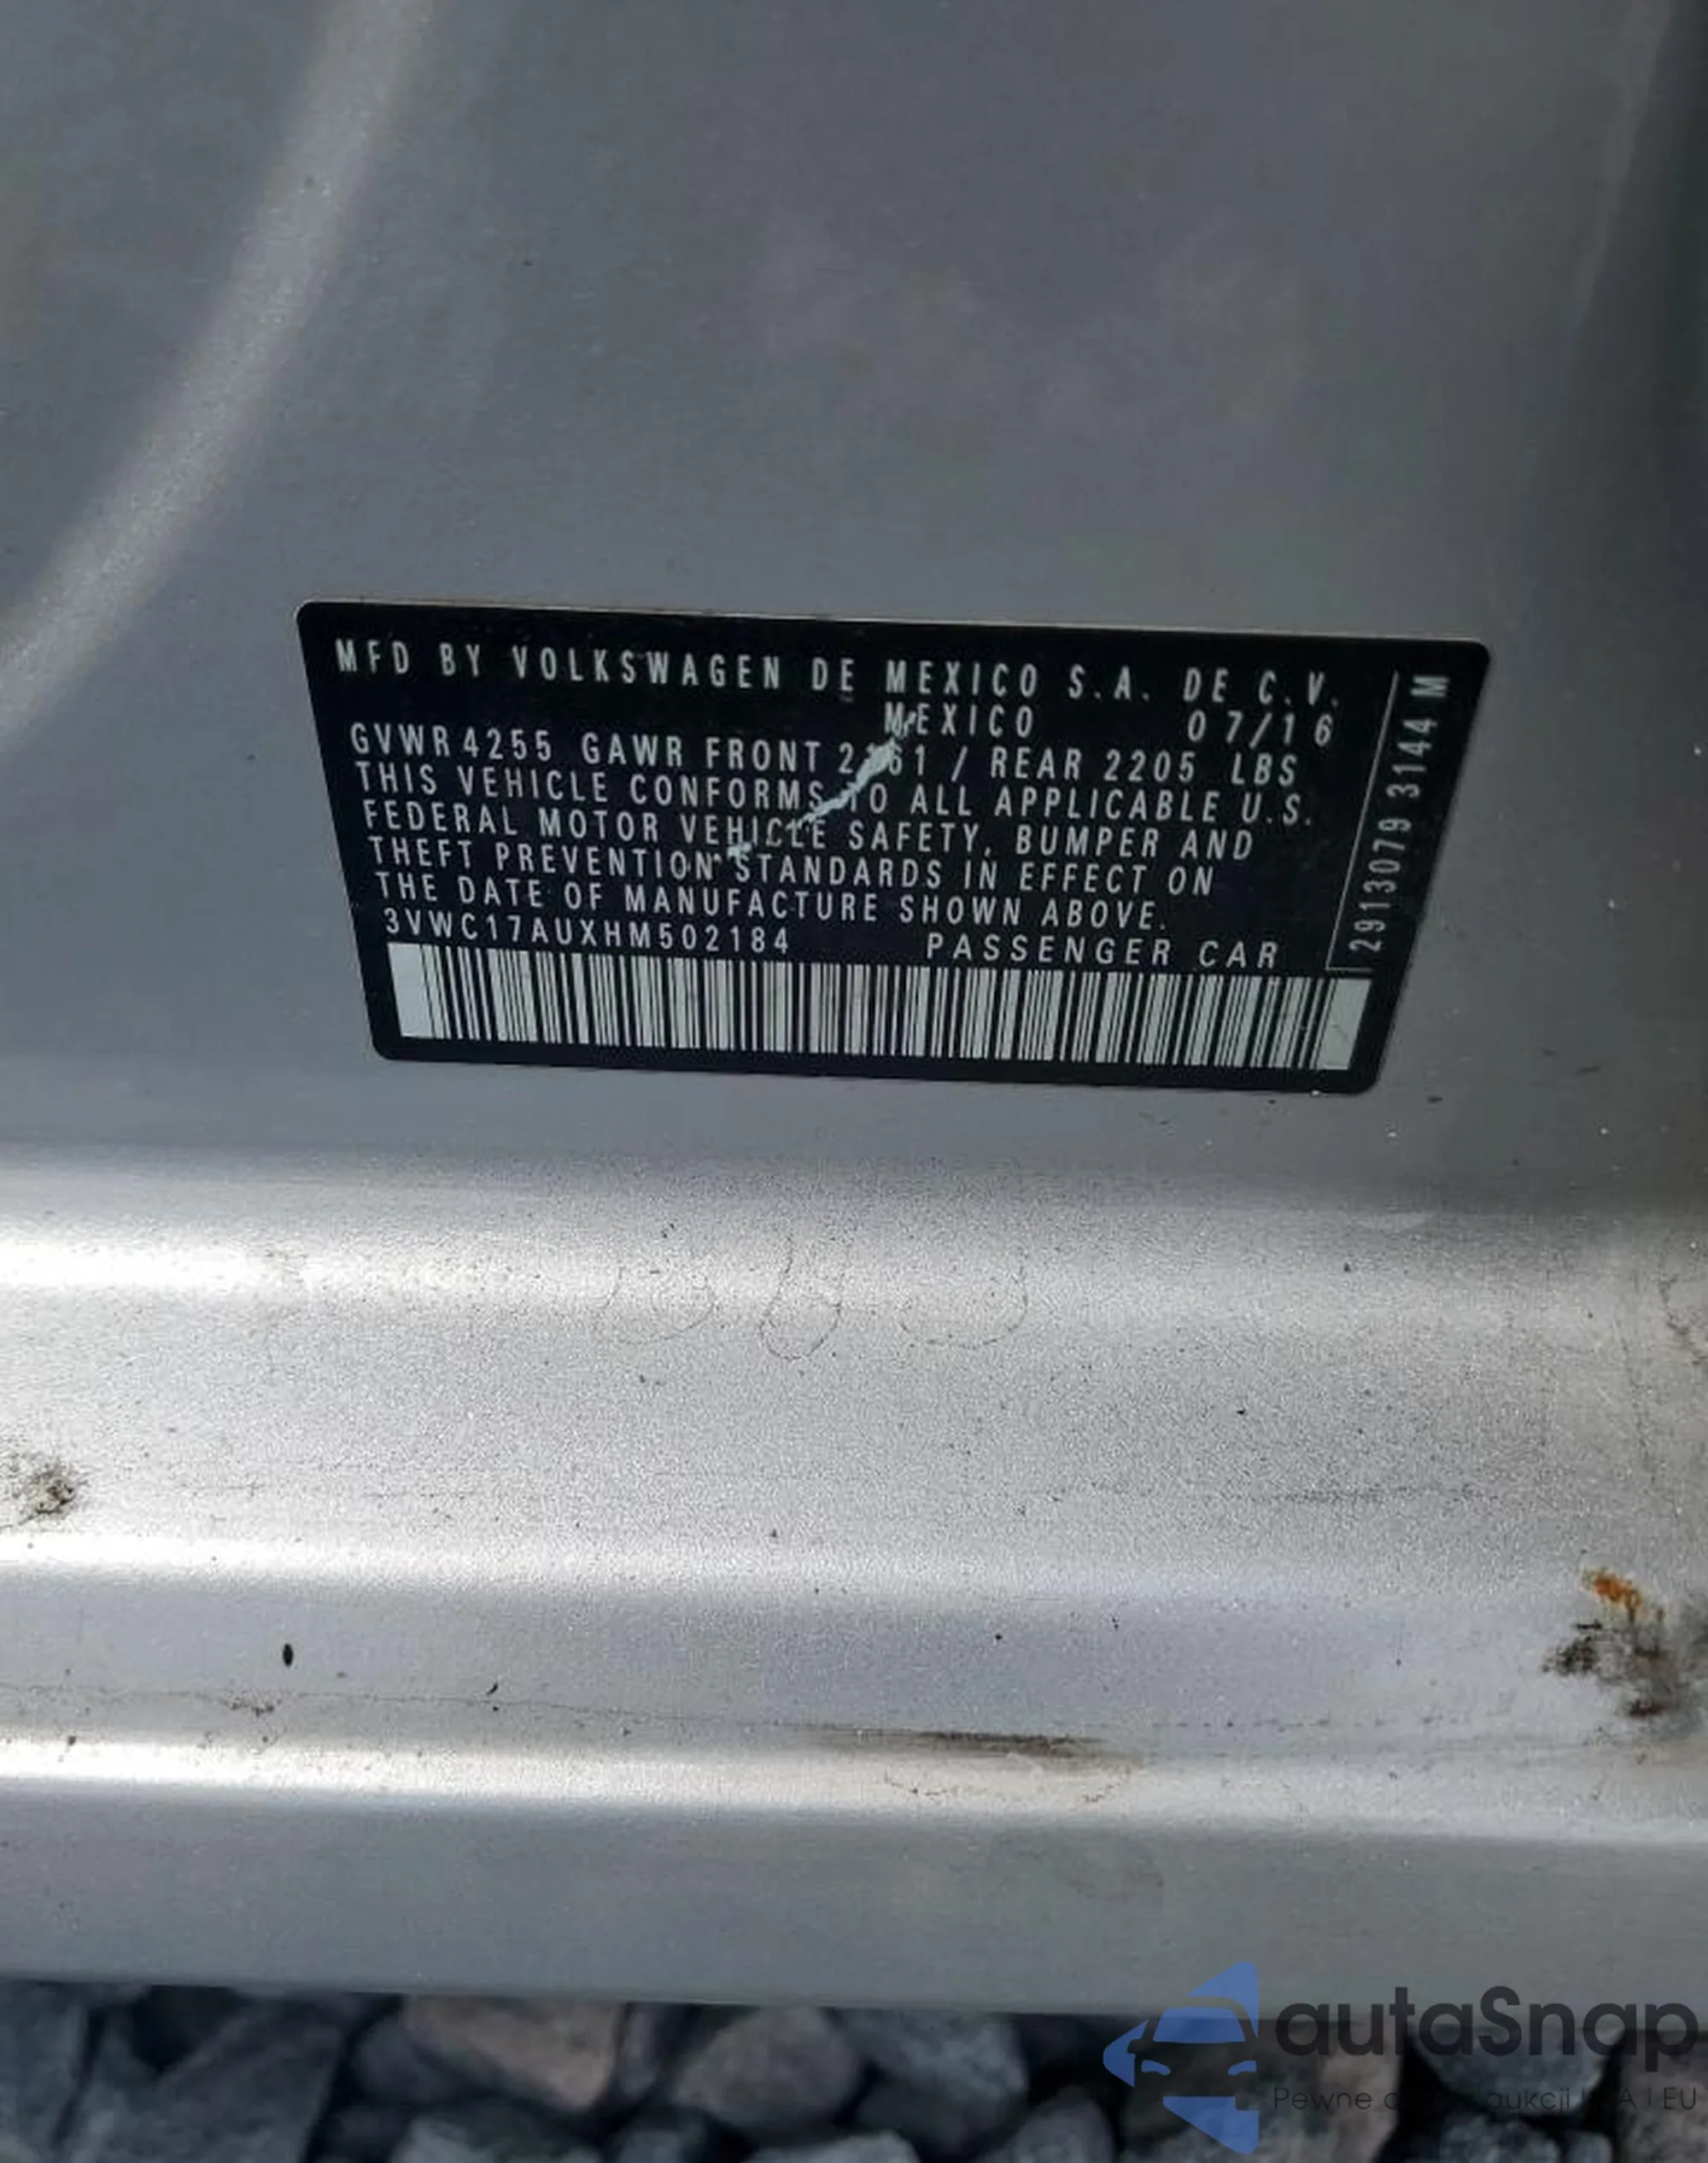 MFD BY VOLKSWAGEN DE MEXICO S.A. DE C.V.
MEXICO 07/16
GVWR 4255 GAWR FRONT / REAR 2205 LBS
THIS VEHICLE CONFORMS TO ALL APPLICABLE U.S.
FEDERAL MOTOR VEHICLE SAFETY, BUMPER AND
THEFT PREVENTION STANDARDS IN EFFECT ON
THE DATE OF MANUFACTURE SHOWN ABOVE.
3VWC17AUXHM502184 PASSENGER CAR
2913079 3144 M
autaSnap
Pewne i EU